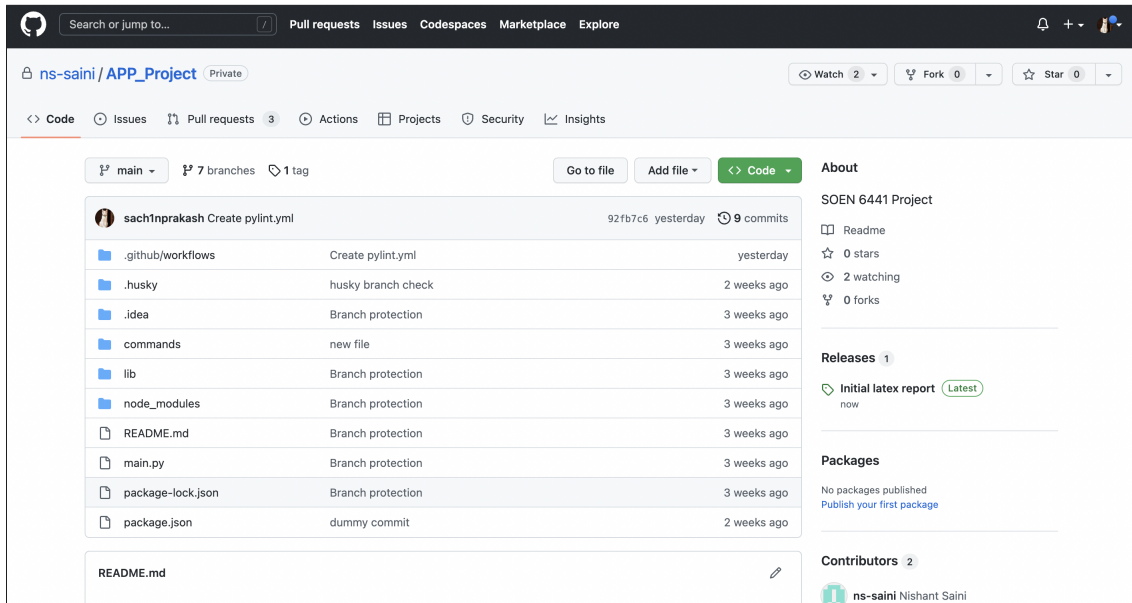 Search or jump to... / Pull requests Issues Codespaces Marketplace Explore
ns-saini / APP_Project Private Watch 2 Fork 0 Star 0
Code Issues Pull requests 3 Actions Projects Security Insights
main 7 branches 1 tag Go to file Add file Code
sach1nprakash Create pylint.yml 92fb7c6 yesterday 9 commits
.github/workflows Create pylint.yml yesterday
.husky husky branch check 2 weeks ago
.idea Branch protection 3 weeks ago
commands new file 3 weeks ago
lib Branch protection 3 weeks ago
node_modules Branch protection 3 weeks ago
README.md Branch protection 3 weeks ago
main.py Branch protection 3 weeks ago
package-lock.json Branch protection 3 weeks ago
package.json dummy commit 2 weeks ago
README.md
About
SOEN 6441 Project
Readme
0 stars
2 watching
0 forks
Releases 1
Initial latex report Latest
now
Packages
No packages published
Publish your first package
Contributors 2
ns-saini Nishant Saini